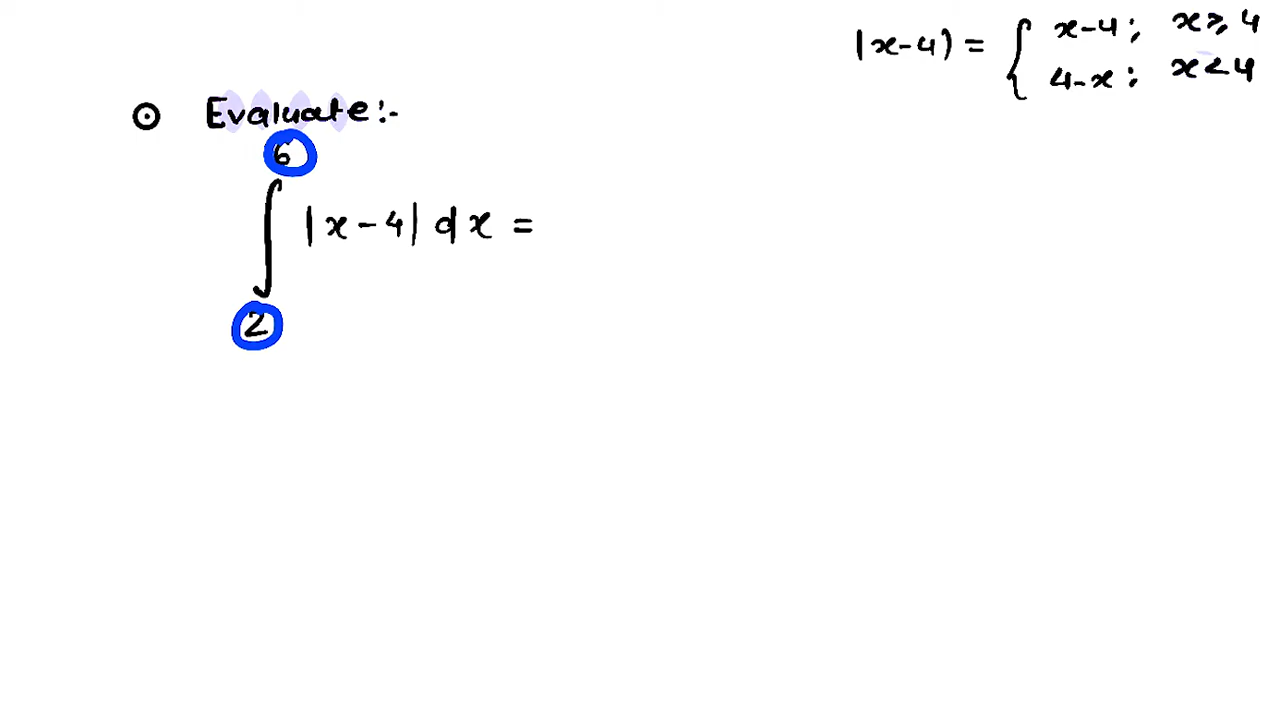 |x-4) = { x-4 ; x ≥ 4
4-x ; x < 4
⊙ Evaluate :-
6
∫ |x-4| dx =
2